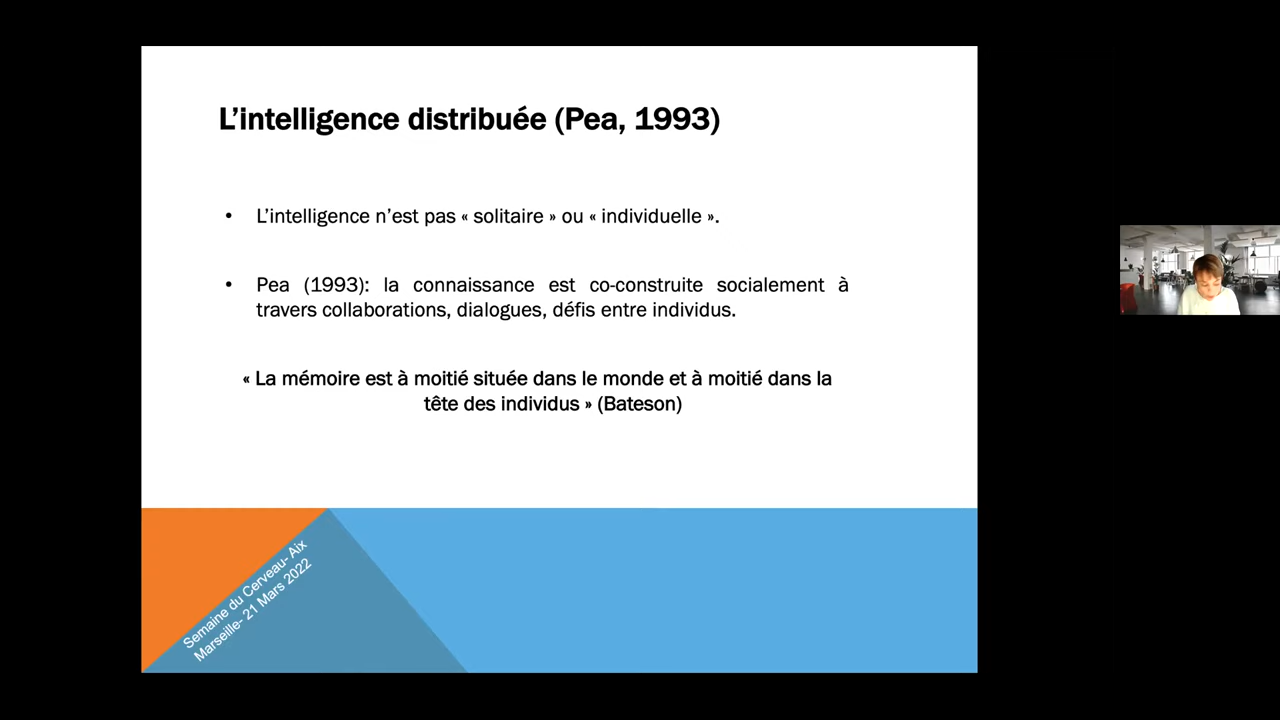 L’intelligence distribuée (Pea, 1993)
• L’intelligence n’est pas « solitaire » ou « individuelle ».
• Pea (1993): la connaissance est co-construite socialement à
travers collaborations, dialogues, défis entre individus.
« La mémoire est à moitié située dans le monde et à moitié dans la
tête des individus » (Bateson)
Semaine du Cerveau- Aix
Marseille- 21 Mars 2022